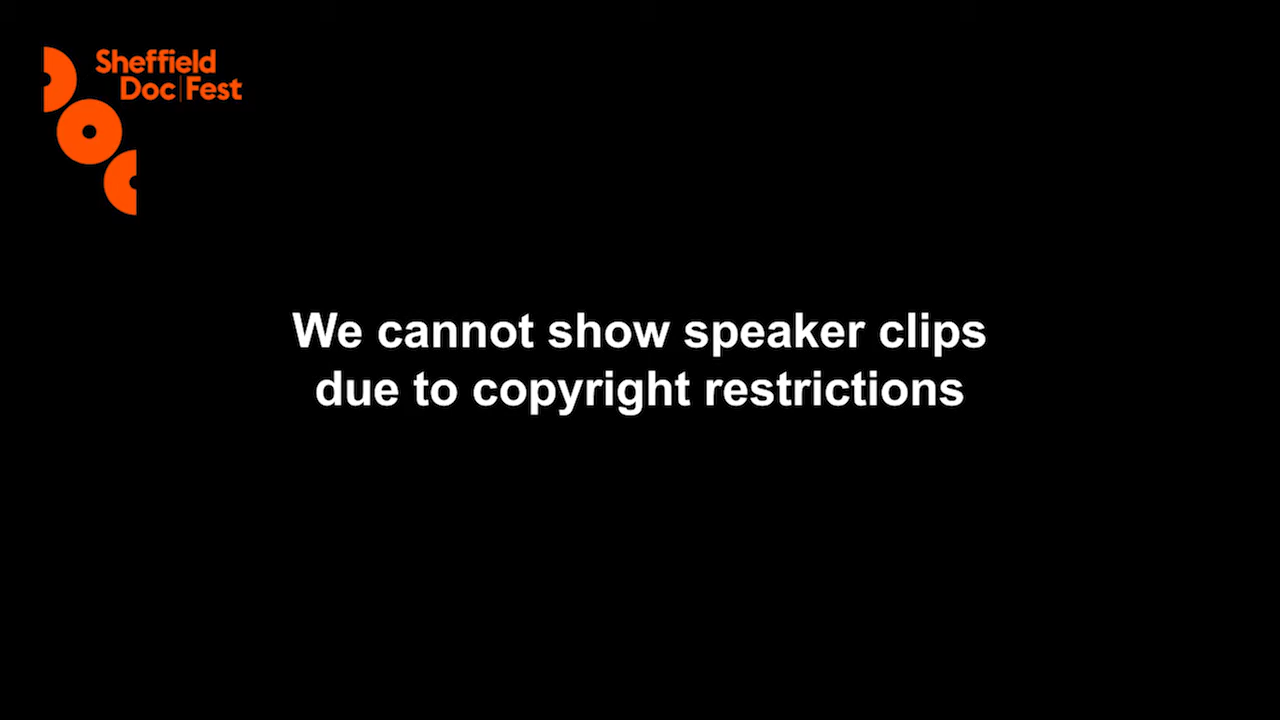 Sheffield
Doc|Fest
We cannot show speaker clips
due to copyright restrictions